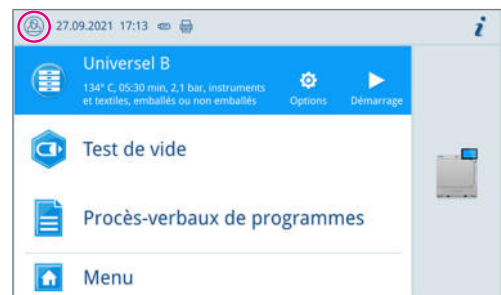 27.09.2021 17:13
i
Universel B
134° C, 05:30 min, 2,1 bar, instruments
et textiles, emballés ou non emballés
Options
Démarrage
Test de vide
Procès-verbaux de programmes
Menu